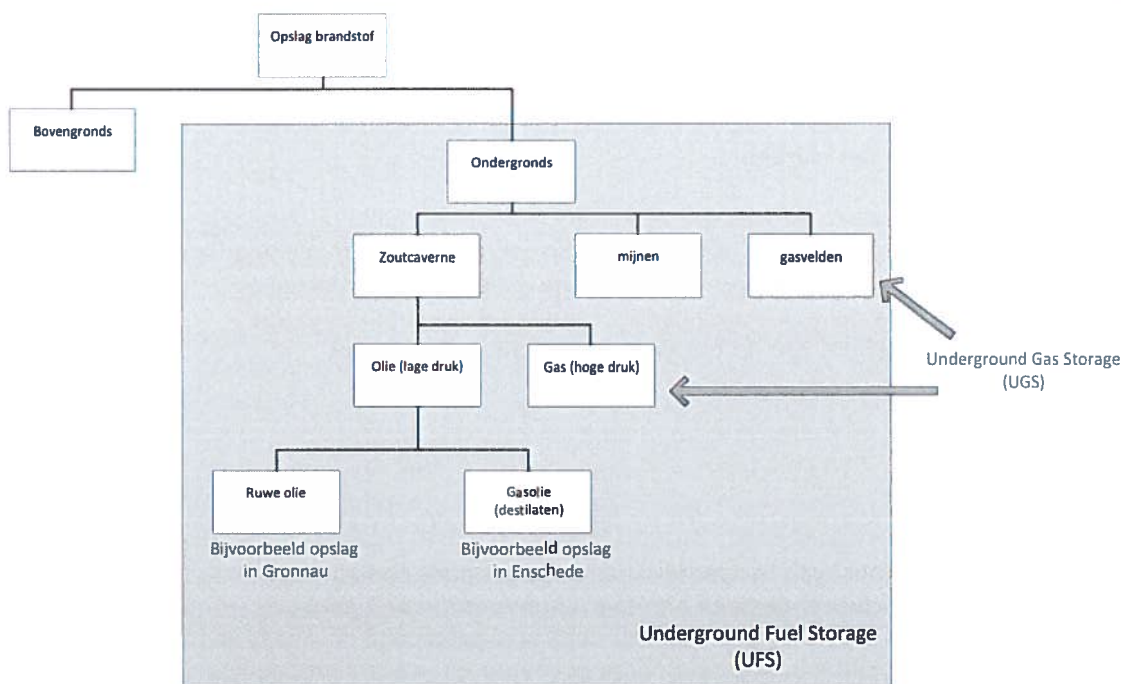 Opslag brandstof
Bovengronds
Ondergronds
Zoutcaverne
mijnen
gasvelden
Olie (lage druk)
Gas (hoge druk)
Underground Gas Storage
(UGS)
Ruwe olie
Gasolie
(destilaten)
Bijvoorbeeld opslag
in Gronnau
Bijvoorbeeld opslag
in Enschede
Underground Fuel Storage
(UFS)